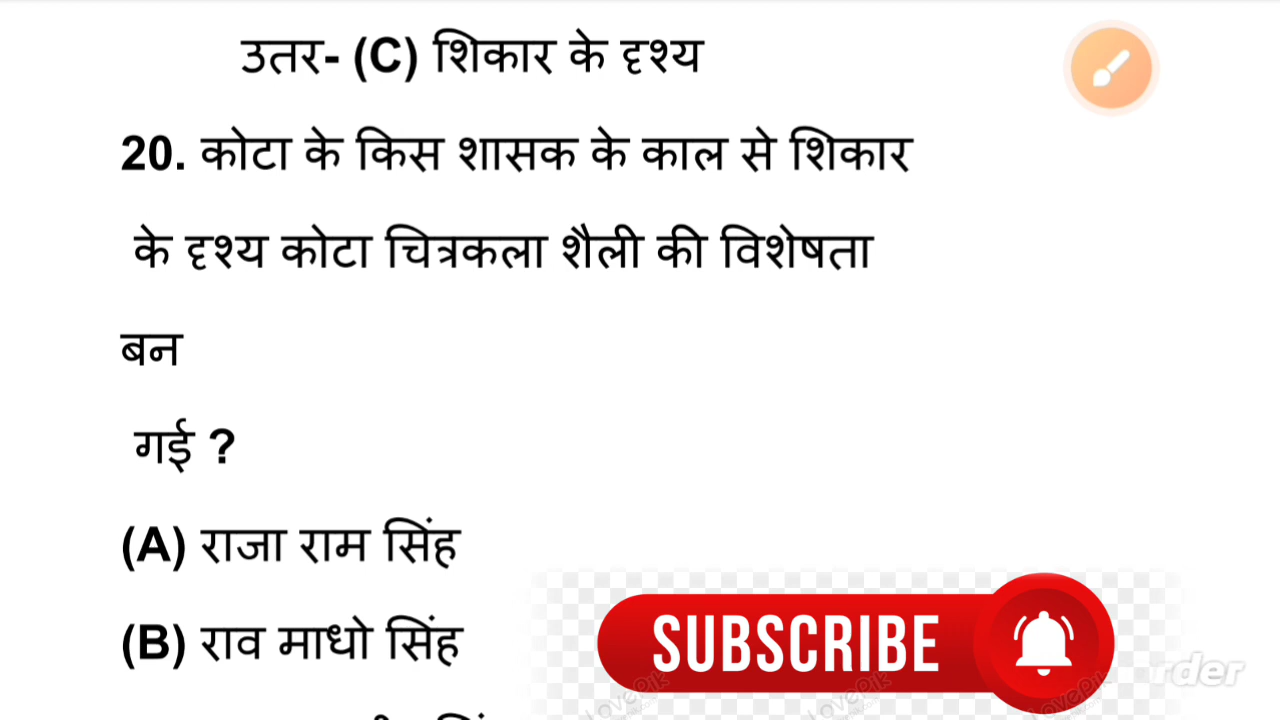 उतर- (C) शिकार के दृश्य
20. कोटा के किस शासक के काल से शिकार
के दृश्य कोटा चित्रकला शैली की विशेषता
बन
गई ?
(A) राजा राम सिंह
(B) राव माधो सिंह
SUBSCRIBE